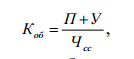 К_об = (П + У) / Ч_сс,